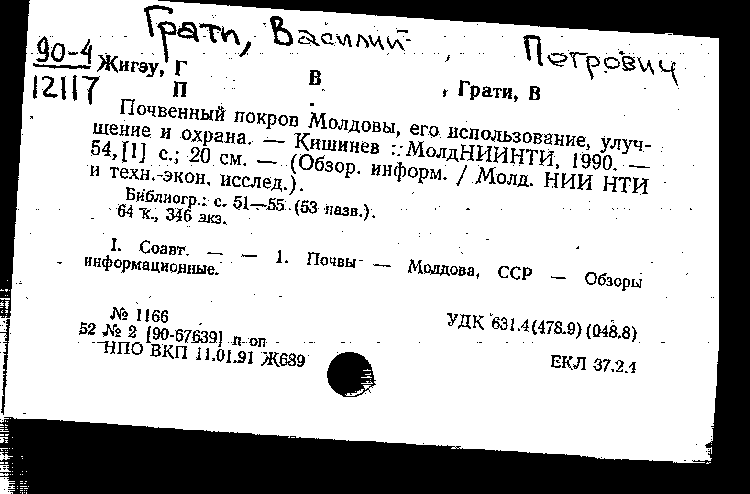 Грати, Василий Петрович
90-4
12117
Жигэу, Г В, Грати, В
П
Почвенный покров Молдовы, его использование, улуч-
шение и охрана. — Кишинев : МолдНИИНТИ, 1990. —
54,[1] с.; 20 см. — (Обзор. информ. / Молд. НИИ НТИ
и техн.-экон. исслед.).
Библиогр.: с. 51—55 (53 назв.).
64 к., 346 экз.
I. Соавт. — — 1. Почвы — Молдова, ССР — Обзоры
информационные.
№ 1166
УДК 631.4(478.9)(048.8)
52 № 2 [90-67639] п оп
НПО ВКП 11.01.91 Ж689
ЕКЛ 37.2.4